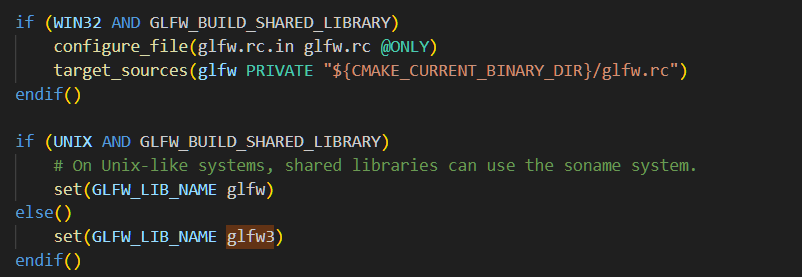 if (WIN32 AND GLFW_BUILD_SHARED_LIBRARY)
    configure_file(glfw.rc.in glfw.rc @ONLY)
    target_sources(glfw PRIVATE "${CMAKE_CURRENT_BINARY_DIR}/glfw.rc")
endif()

if (UNIX AND GLFW_BUILD_SHARED_LIBRARY)
    # On Unix-like systems, shared libraries can use the soname system.
    set(GLFW_LIB_NAME glfw)
else()
    set(GLFW_LIB_NAME glfw3)
endif()